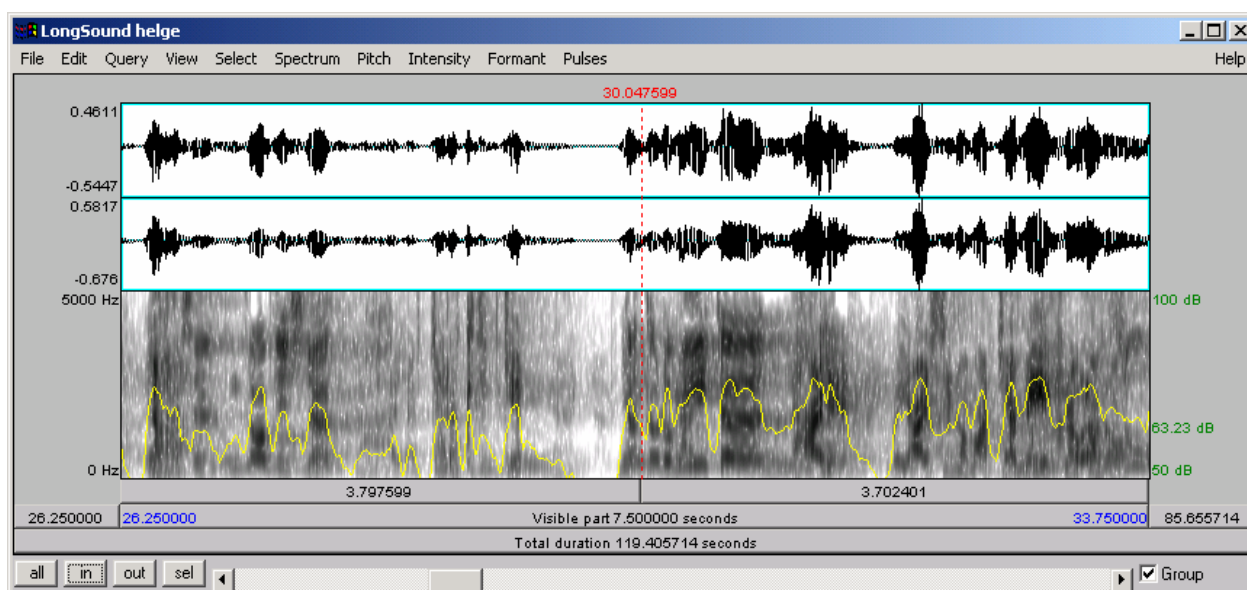 LongSound helge
File Edit Query View Select Spectrum Pitch Intensity Formant Pulses Help
30.047599
0.4611
-0.5447
0.5817
-0.676
5000 Hz 100 dB
63.23 dB
0 Hz 50 dB
3.797599 3.702401
26.250000 26.250000 Visible part 7.500000 seconds 33.750000 85.655714
Total duration 119.405714 seconds
all in out sel Group